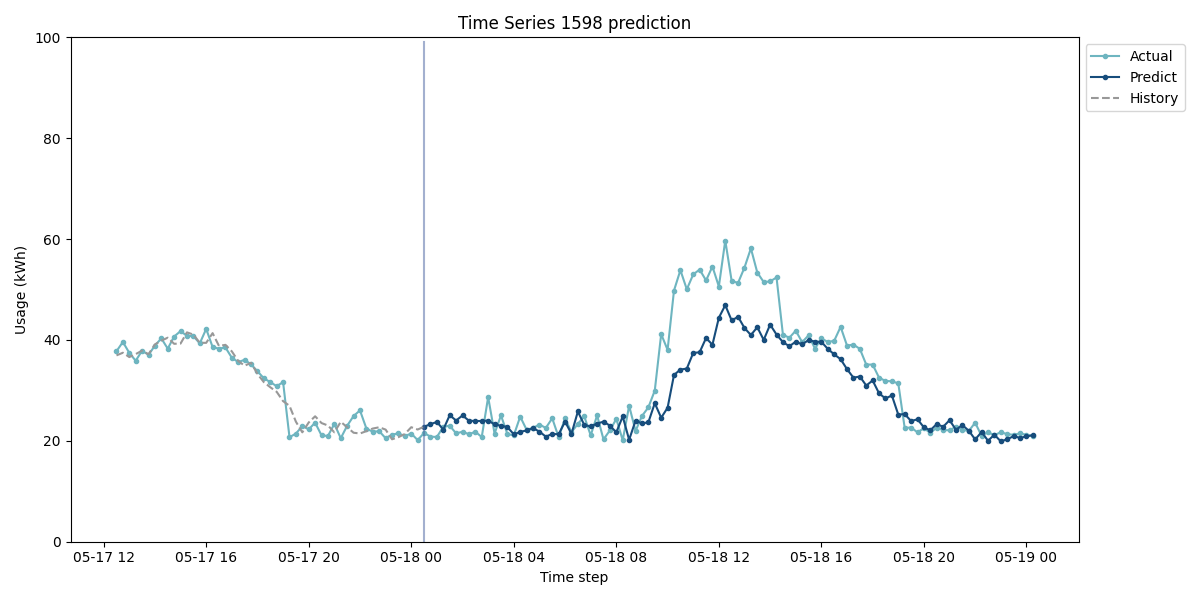 Time Series 1598 prediction
Actual
Predict
History
Usage (kWh)
100
80
60
40
20
0
05-17 12
05-17 16
05-17 20
05-18 00
05-18 04
05-18 08
05-18 12
05-18 16
05-18 20
05-19 00
Time step